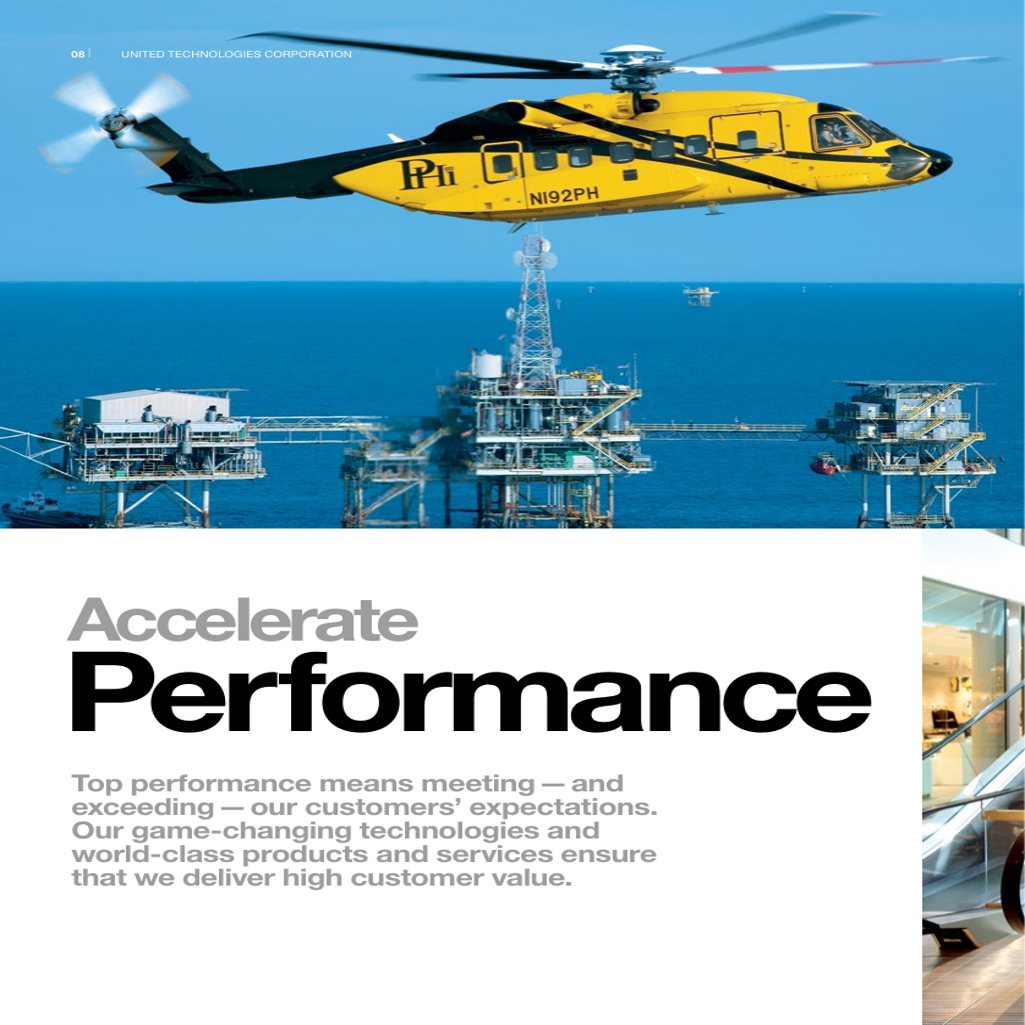 08 | UNITED TECHNOLOGIES CORPORATION
PHi
N192PH
Accelerate
Performance
Top performance means meeting — and
exceeding — our customers’ expectations.
Our game-changing technologies and
world-class products and services ensure
that we deliver high customer value.